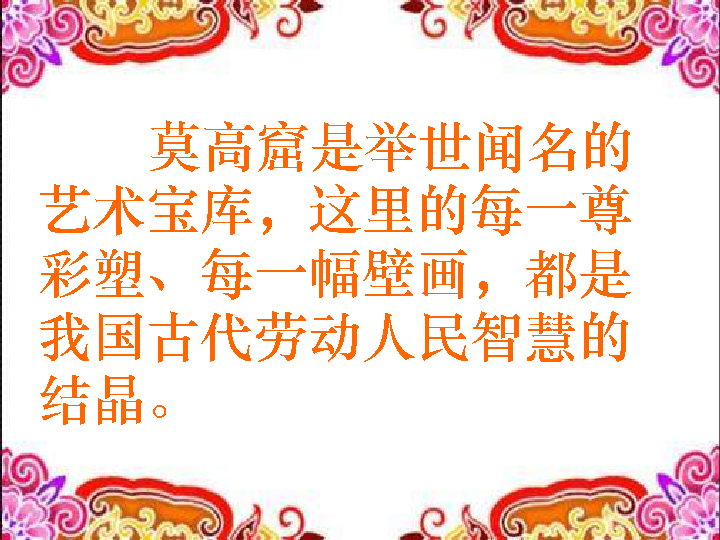 莫高窟是举世闻名的
艺术宝库，这里的每一尊
彩塑、每一幅壁画，都是
我国古代劳动人民智慧的
结晶。